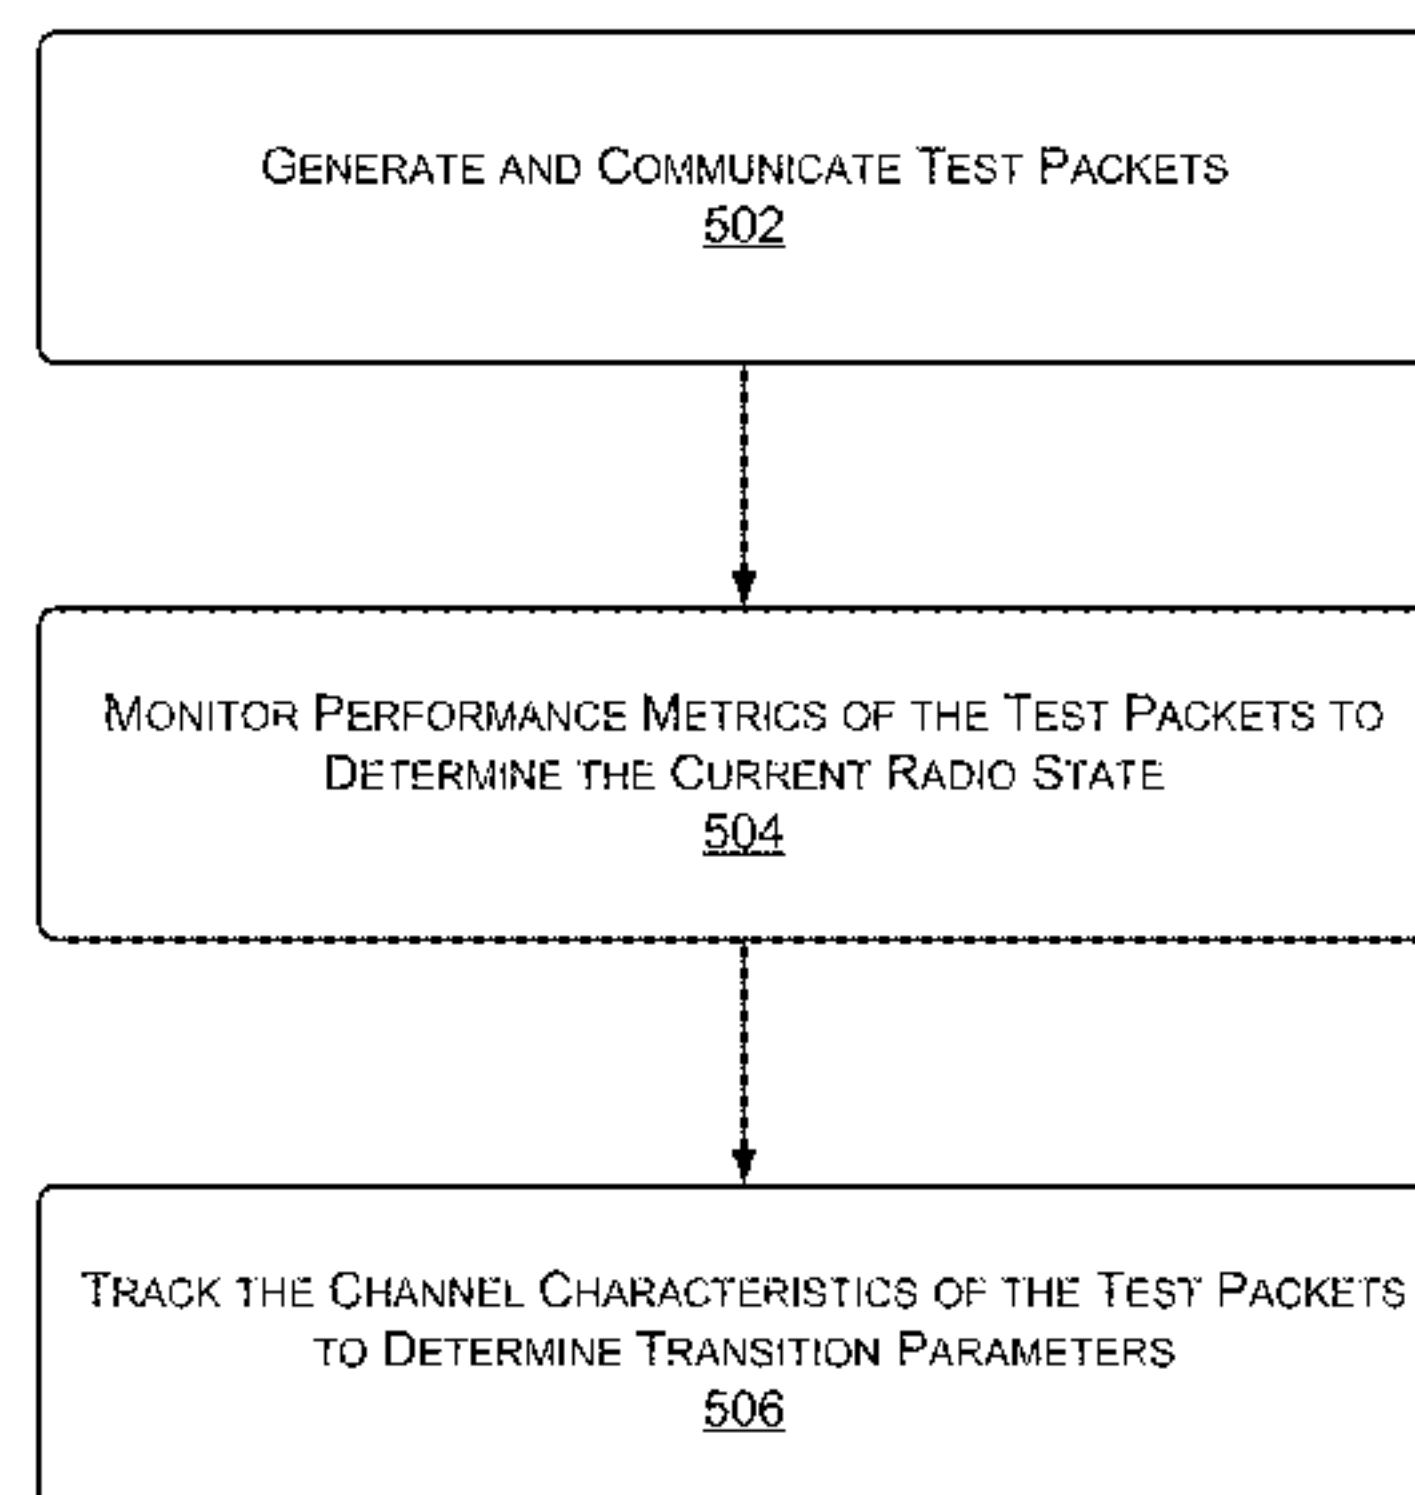 GENERATE AND COMMUNICATE TEST PACKETS
502
MONITOR PERFORMANCE METRICS OF THE TEST PACKETS TO
DETERMINE THE CURRENT RADIO STATE
504
TRACK THE CHANNEL CHARACTERISTICS OF THE TEST PACKETS
TO DETERMINE TRANSITION PARAMETERS
506